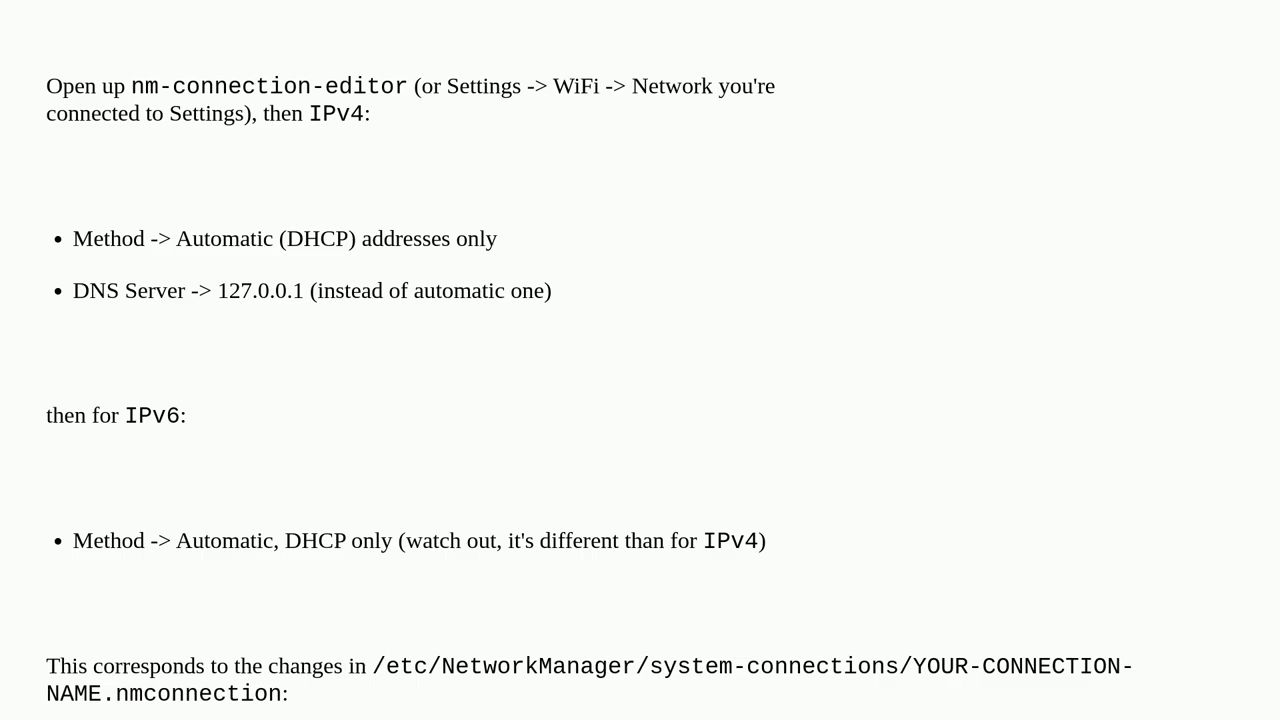 Open up nm-connection-editor (or Settings -> WiFi -> Network you're
connected to Settings), then IPv4:
• Method -> Automatic (DHCP) addresses only
• DNS Server -> 127.0.0.1 (instead of automatic one)
then for IPv6:
• Method -> Automatic, DHCP only (watch out, it's different than for IPv4)
This corresponds to the changes in /etc/NetworkManager/system-connections/YOUR-CONNECTION-
NAME.nmconnection: